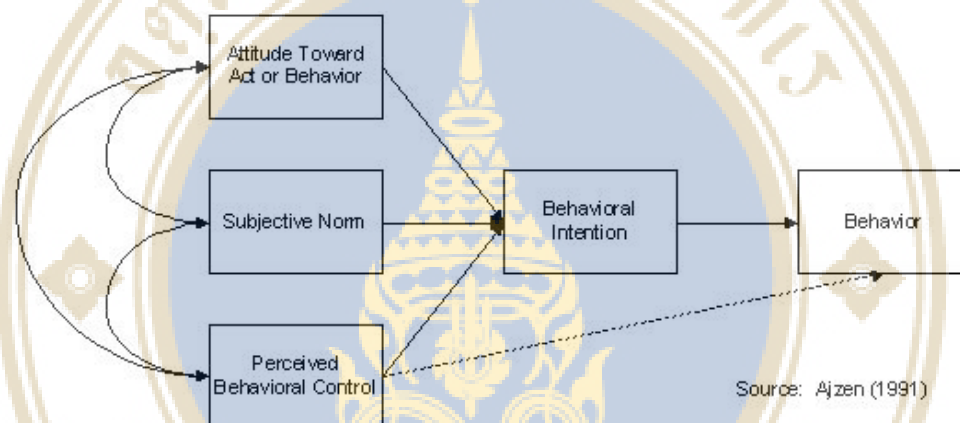 Attitude Toward
Act or Behavior
Subjective Norm
Behavioral
Intention
Behavior
Perceived
Behavioral Control
Source: Ajzen (1991)